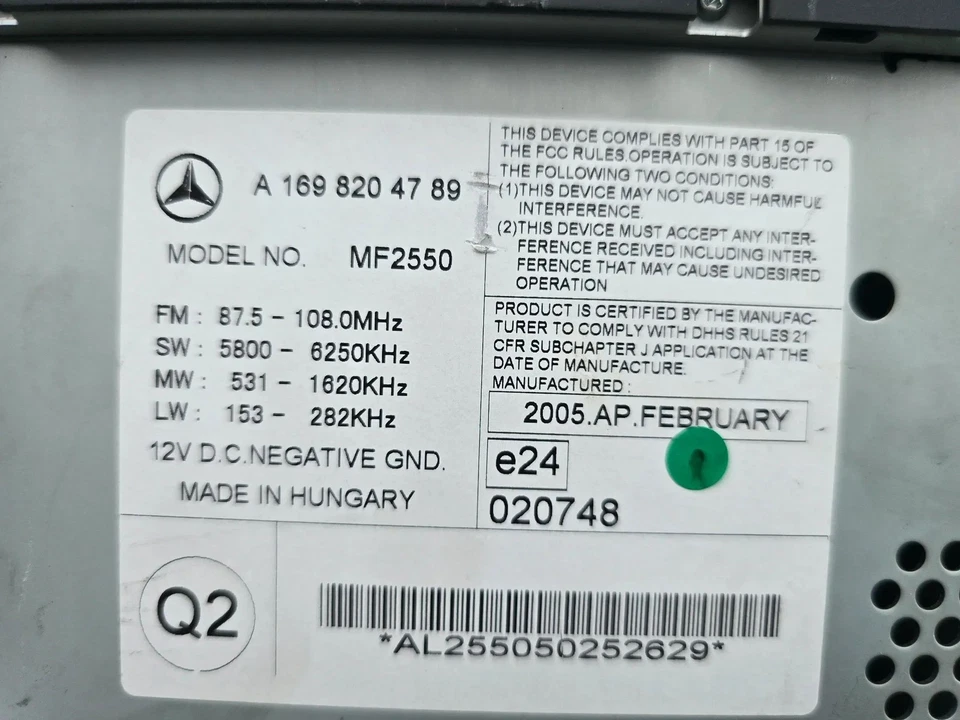 A 169 820 47 89
MODEL NO. MF2550
FM : 87.5 - 108.0MHz
SW : 5800 - 6250KHz
MW : 531 - 1620KHz
LW : 153 - 282KHz
12V D.C.NEGATIVE GND.
MADE IN HUNGARY
THIS DEVICE COMPLIES WITH PART 15 OF
THE FCC RULES.OPERATION IS SUBJECT TO
THE FOLLOWING TWO CONDITIONS:
(1)THIS DEVICE MAY NOT CAUSE HARMFUL
INTERFERENCE.
(2)THIS DEVICE MUST ACCEPT ANY INTER-
FERENCE RECEIVED INCLUDING INTER-
FERENCE THAT MAY CAUSE UNDESIRED
OPERATION
PRODUCT IS CERTIFIED BY THE MANUFAC-
TURER TO COMPLY WITH DHHS RULES 21
CFR SUBCHAPTER J APPLICATION AT THE
DATE OF MANUFACTURE.
MANUFACTURED :
2005.AP.FEBRUARY
e24
020748
Q2
*AL255050252629*